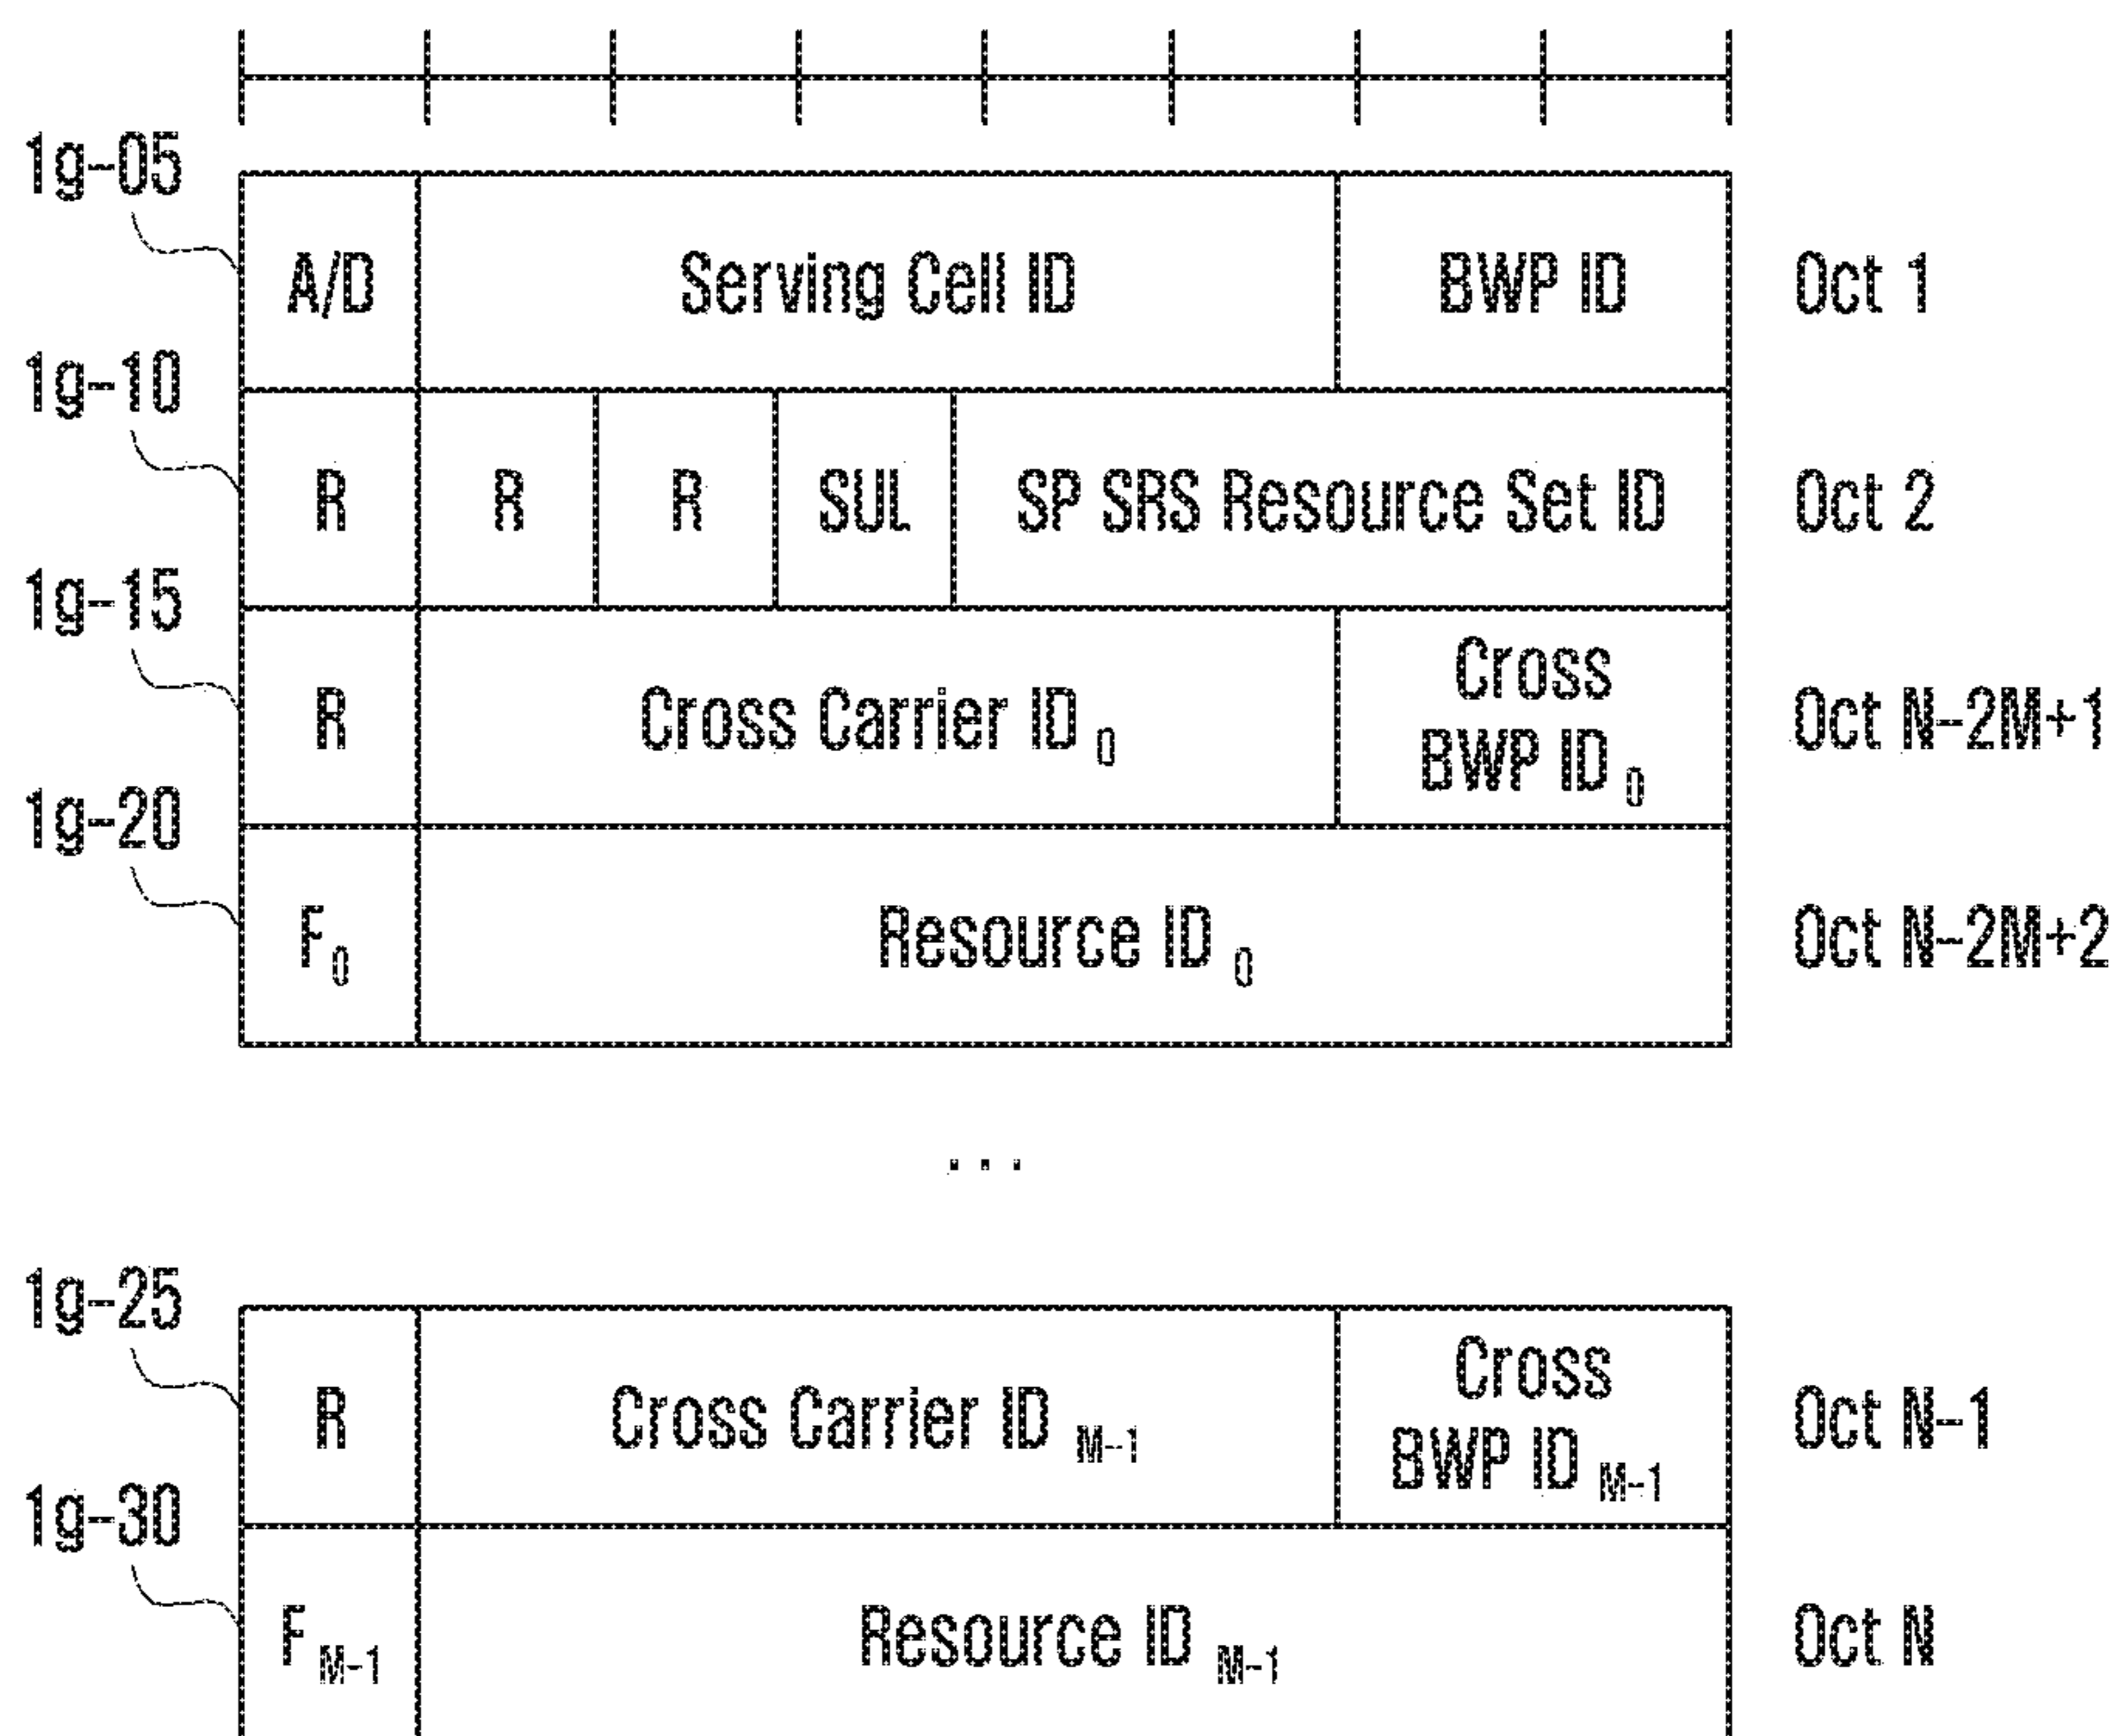 1g-05
A/D Serving Cell ID BWP ID Oct 1
1g-10
R R R SUL SP SRS Resource Set ID Oct 2
1g-15
R Cross Carrier ID 0 Cross BWP ID 0 Oct N-2M+1
1g-20
F0 Resource ID 0 Oct N-2M+2
...
1g-25
R Cross Carrier ID M-1 Cross BWP ID M-1 Oct N-1
1g-30
F M-1 Resource ID M-1 Oct N